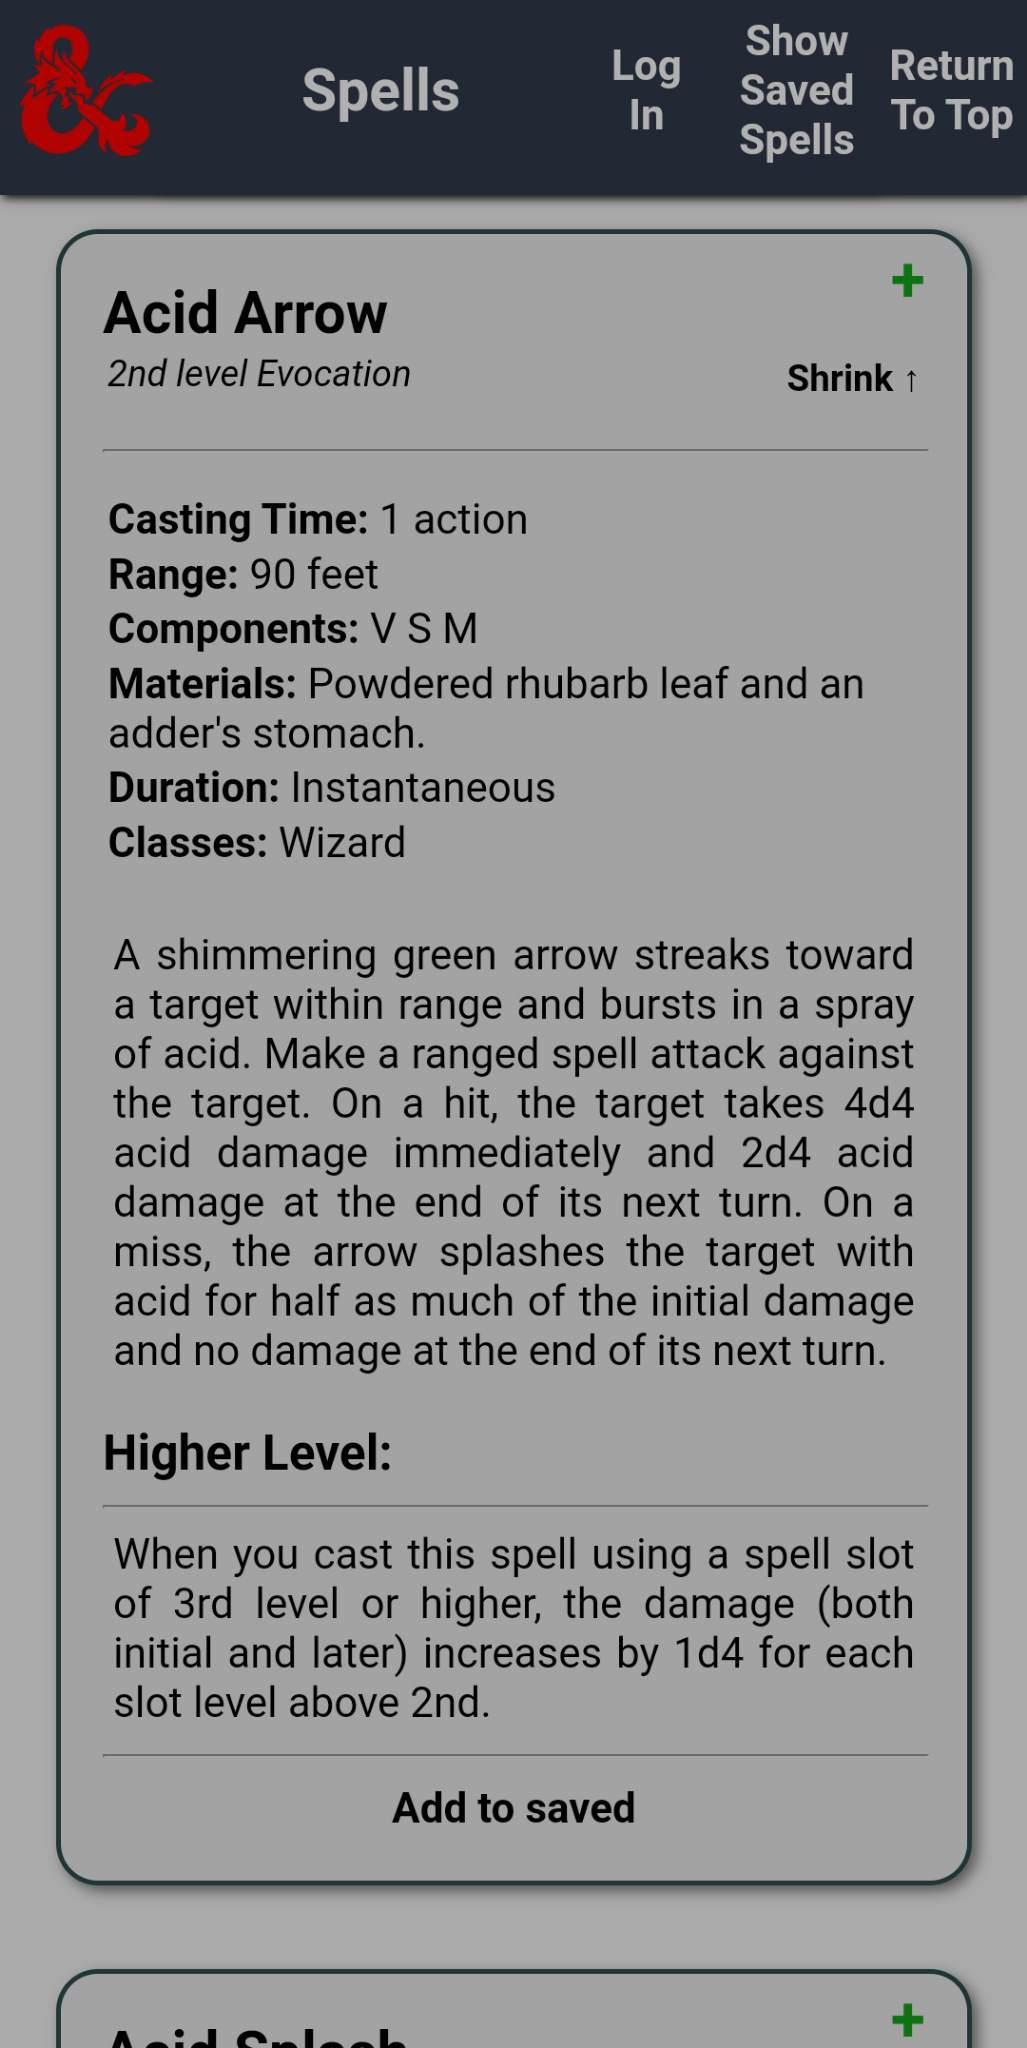 Spells
Log
In
Show
Saved
Spells
Return
To Top
+
Acid Arrow
2nd level Evocation
Shrink ↑
Casting Time: 1 action
Range: 90 feet
Components: V S M
Materials: Powdered rhubarb leaf and an
adder's stomach.
Duration: Instantaneous
Classes: Wizard
A shimmering green arrow streaks toward
a target within range and bursts in a spray
of acid. Make a ranged spell attack against
the target. On a hit, the target takes 4d4
acid damage immediately and 2d4 acid
damage at the end of its next turn. On a
miss, the arrow splashes the target with
acid for half as much of the initial damage
and no damage at the end of its next turn.
Higher Level:
When you cast this spell using a spell slot
of 3rd level or higher, the damage (both
initial and later) increases by 1d4 for each
slot level above 2nd.
Add to saved
+
Acid Splash